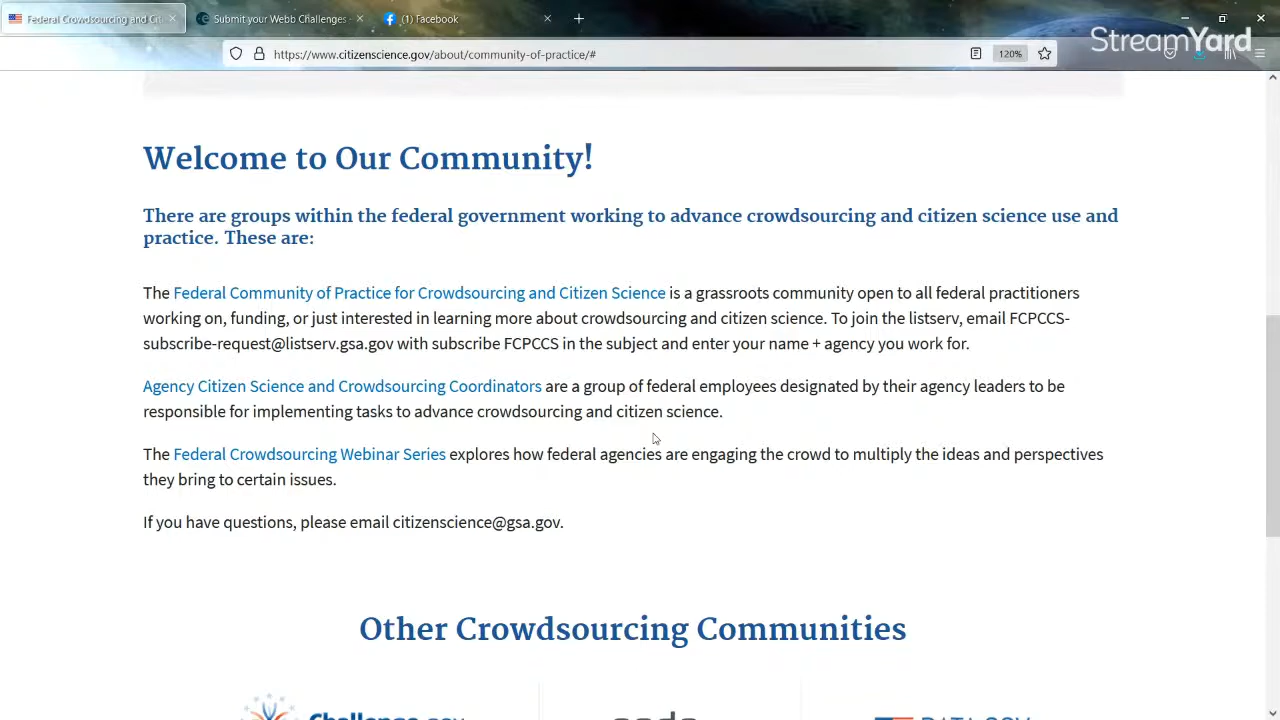 Federal Crowdsourcing and Cit
Submit your Webb Challenges -
(1) Facebook
StreamYard
https://www.citizenscience.gov/about/community-of-practice/#
120%
Welcome to Our Community!
There are groups within the federal government working to advance crowdsourcing and citizen science use and
practice. These are:
The Federal Community of Practice for Crowdsourcing and Citizen Science is a grassroots community open to all federal practitioners
working on, funding, or just interested in learning more about crowdsourcing and citizen science. To join the listserv, email FCPCCS-
subscribe-request@listserv.gsa.gov with subscribe FCPCCS in the subject and enter your name + agency you work for.
Agency Citizen Science and Crowdsourcing Coordinators are a group of federal employees designated by their agency leaders to be
responsible for implementing tasks to advance crowdsourcing and citizen science.
The Federal Crowdsourcing Webinar Series explores how federal agencies are engaging the crowd to multiply the ideas and perspectives
they bring to certain issues.
If you have questions, please email citizenscience@gsa.gov.
Other Crowdsourcing Communities
Challenge.gov
DATA.GOV